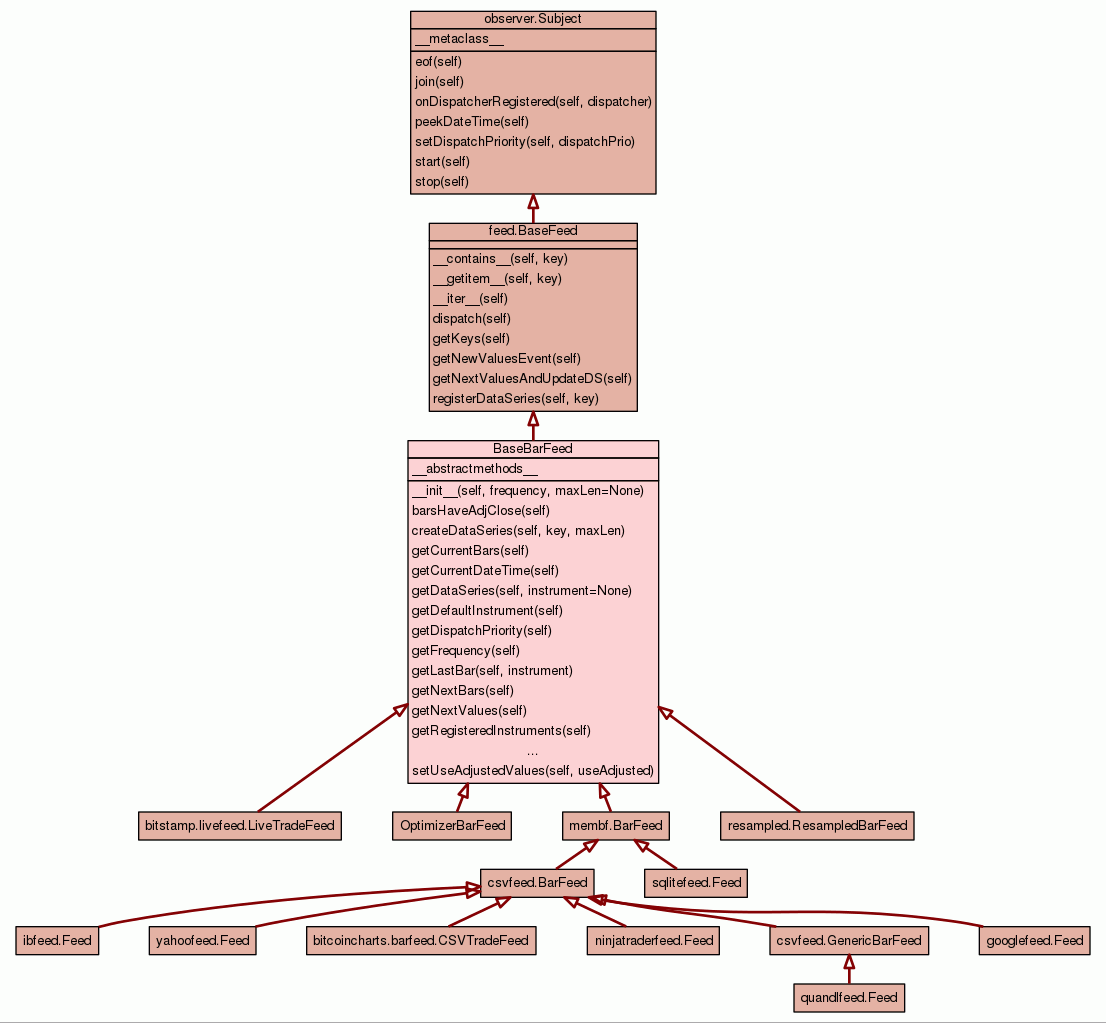 observer.Subject
__metaclass__
eof(self)
join(self)
onDispatcherRegistered(self, dispatcher)
peekDateTime(self)
setDispatchPriority(self, dispatchPrio)
start(self)
stop(self)
feed.BaseFeed
__contains__(self, key)
__getitem__(self, key)
__iter__(self)
dispatch(self)
getKeys(self)
getNewValuesEvent(self)
getNextValuesAndUpdateDS(self)
registerDataSeries(self, key)
BaseBarFeed
__abstractmethods__
__init__(self, frequency, maxLen=None)
barsHaveAdjClose(self)
createDataSeries(self, key, maxLen)
getCurrentBars(self)
getCurrentDateTime(self)
getDataSeries(self, instrument=None)
getDefaultInstrument(self)
getDispatchPriority(self)
getFrequency(self)
getLastBar(self, instrument)
getNextBars(self)
getNextValues(self)
getRegisteredInstruments(self)
...
setUseAdjustedValues(self, useAdjusted)
bitstamp.livefeed.LiveTradeFeed
OptimizerBarFeed
membf.BarFeed
resampled.ResampledBarFeed
csvfeed.BarFeed
sqlitefeed.Feed
ibfeed.Feed
yahoofeed.Feed
bitcoincharts.barfeed.CSVTradeFeed
ninjatraderfeed.Feed
csvfeed.GenericBarFeed
googlefeed.Feed
quandlfeed.Feed